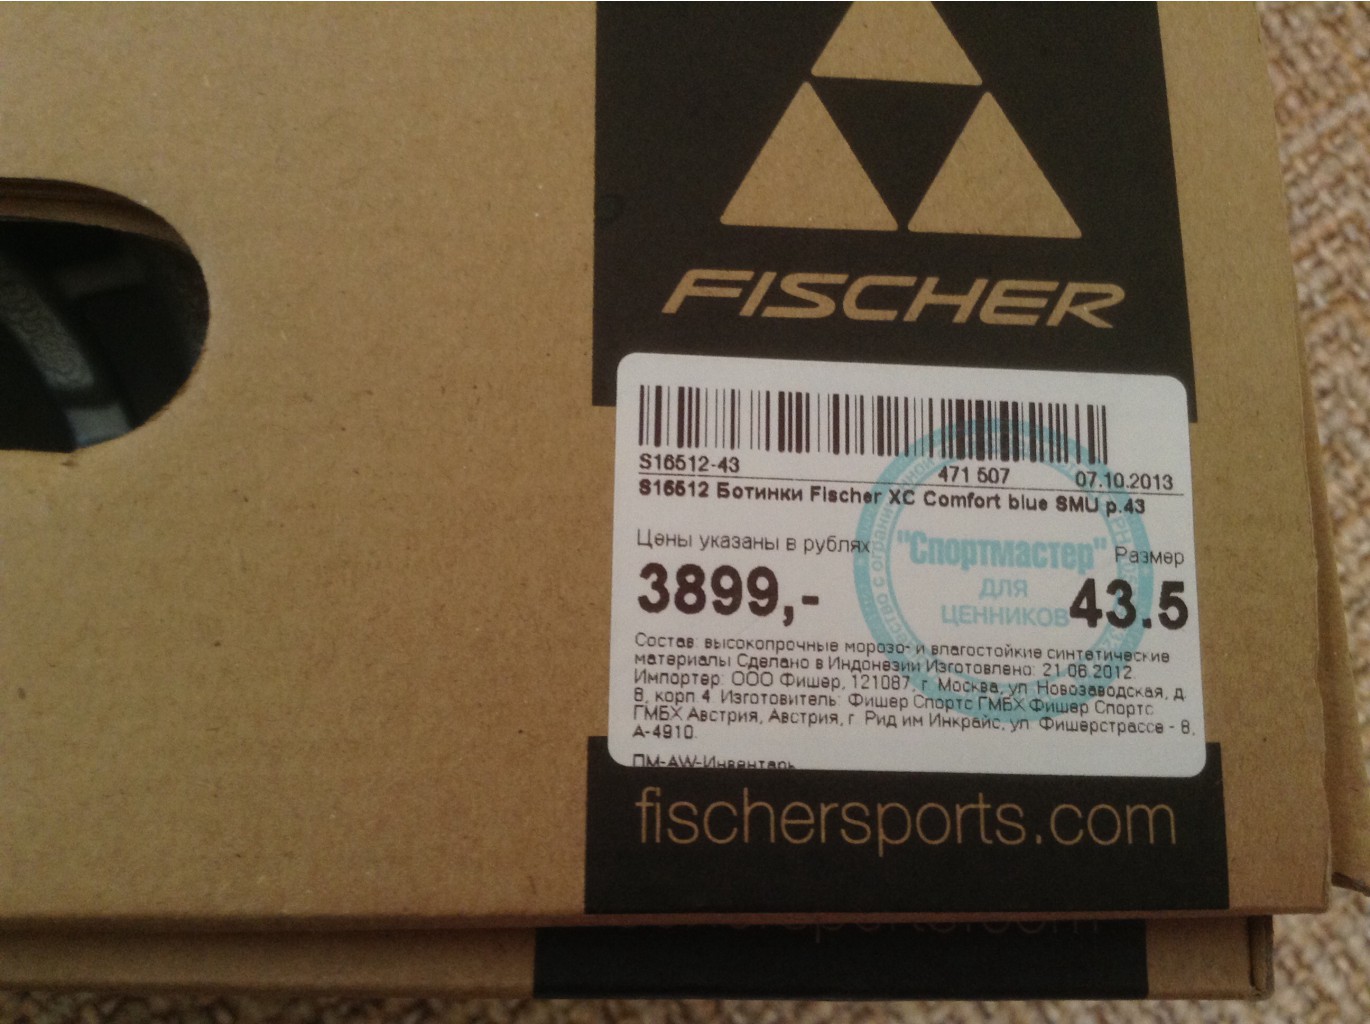 FISCHER
S16512-43 471 507 07.10.2013
S16512 Ботинки Fischer XC Comfort blue SMU р.43
Цены указаны в рублях
"Спортмастер"
Размер
3899,-
ДЛЯ
ЦЕННИКОВ
43.5
Состав: высокопрочные морозо- и влагостойкие синтетические
материалы Сделано в Индонезии Изготовлено: 21.06.2012
Импортер: ООО Фишер, 121087, г. Москва, ул. Новозаводская, д.
8, корп 4. Изготовитель: Фишер Спортс ГМБХ Фишер Спортс
ГМБХ Австрия, Австрия, г. Рид им Инкрайс, ул. Фишерстрассе - 8,
А-4910.
ПМ-AW-Инвентарь
fischersports.com